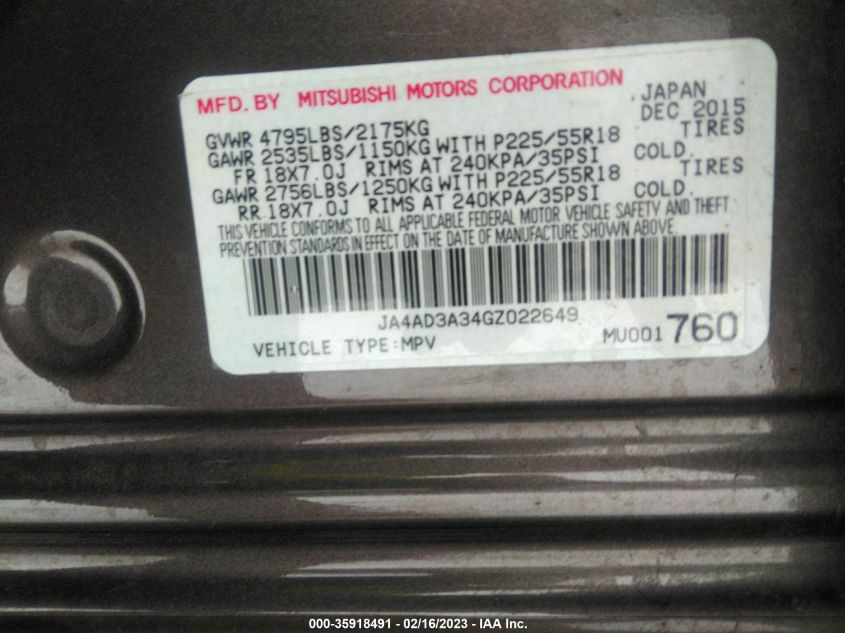 MFD. BY MITSUBISHI MOTORS CORPORATION JAPAN
DEC 2015
GVWR 4795LBS/2175KG
GAWR 2535LBS/1150KG WITH P225/55R18 TIRES
FR 18X7.0J RIMS AT 240KPA/35PSI COLD.
GAWR 2756LBS/1250KG WITH P225/55R18 TIRES
RR 18X7.0J RIMS AT 240KPA/35PSI COLD.
THIS VEHICLE CONFORMS TO ALL APPLICABLE FEDERAL MOTOR VEHICLE SAFETY AND THEFT
PREVENTION STANDARDS IN EFFECT ON THE DATE OF MANUFACTURE SHOWN ABOVE.
JA4AD3A34GZ022649
VEHICLE TYPE:MPV MU001 760
000-35918491 - 02/16/2023 - IAA Inc.